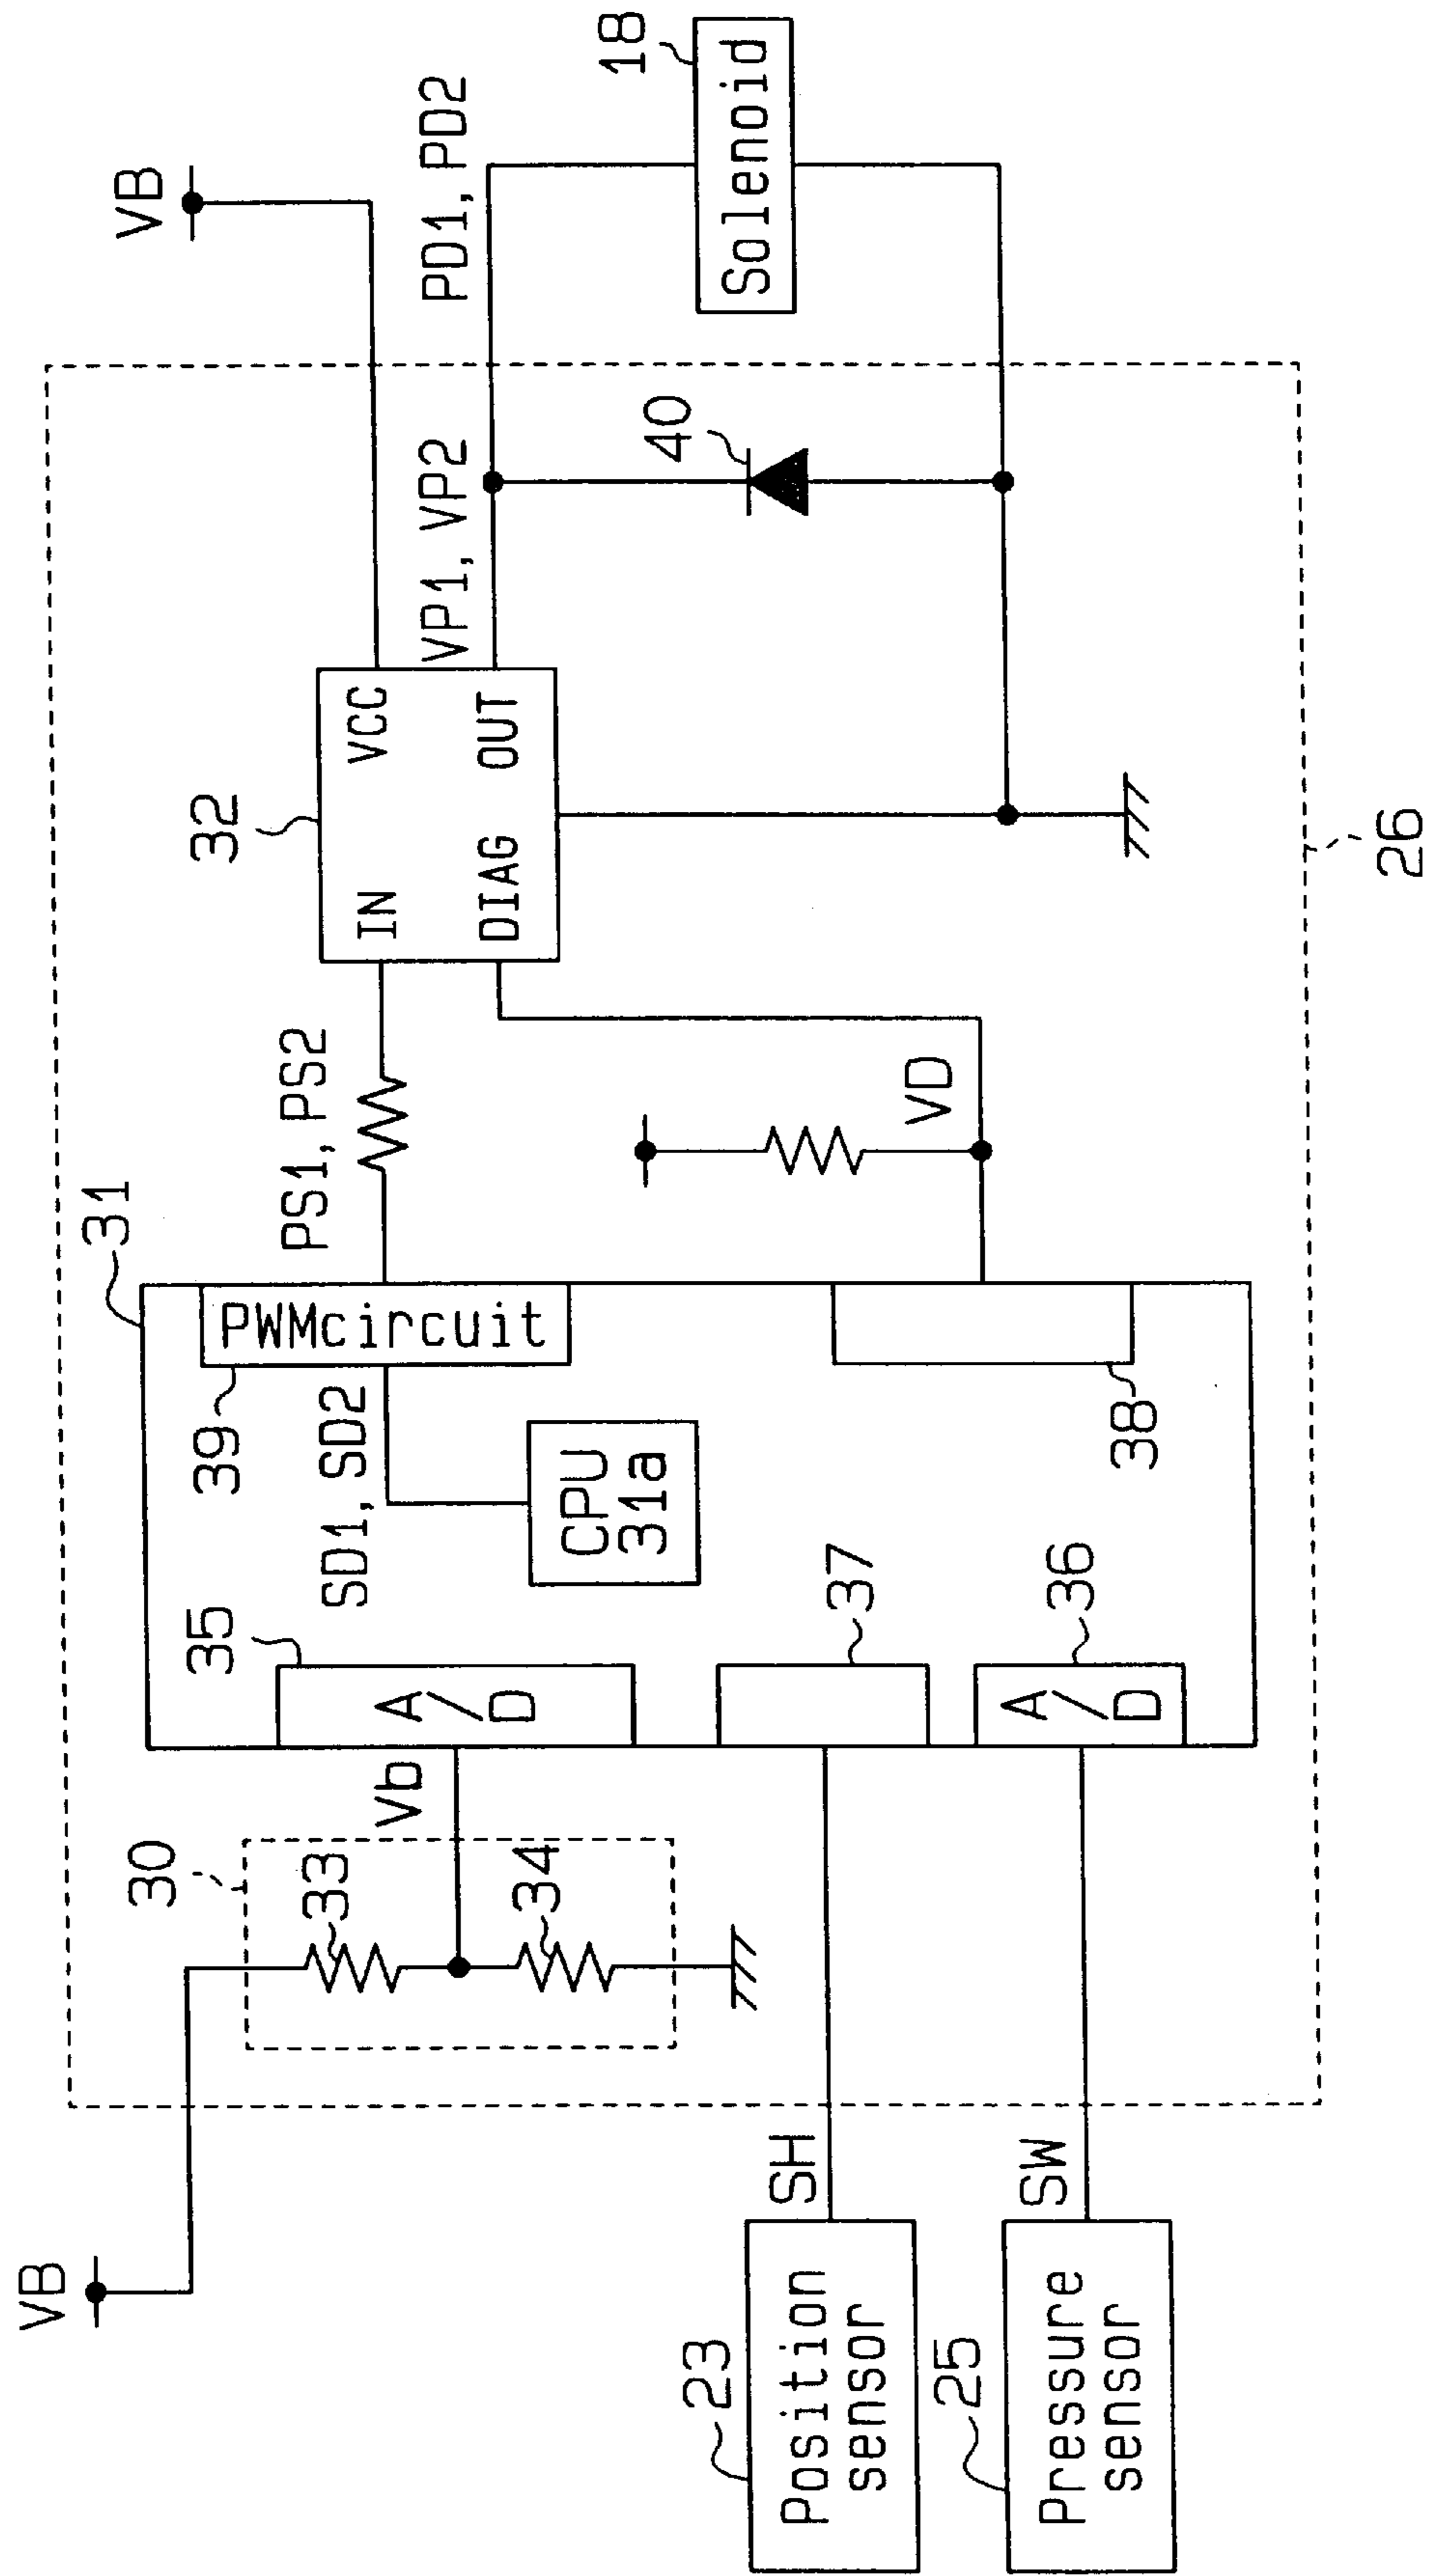 VB
30
33
34
Vb
35
A/D
31
39
PWMcircuit
SD1, SD2
CPU
31a
37
36
A/D
38
PS1, PS2
VD
32
IN
VCC
DIAG
OUT
VB
VP1, VP2
PD1, PD2
40
18
Solenoid
23
Position
sensor
SH
25
Pressure
sensor
SW
26